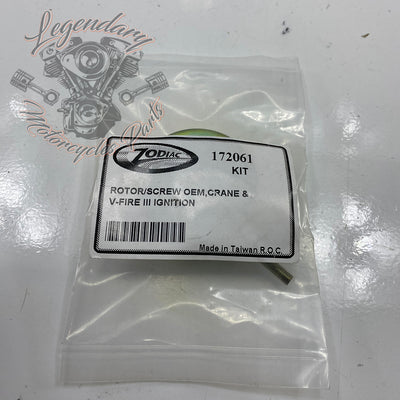 Legendary
Motorcycle Parts
ZODIAC
172061
KIT
ROTOR/SCREW OEM,CRANE &
V-FIRE III IGNITION
Made in Taiwan R.O.C.